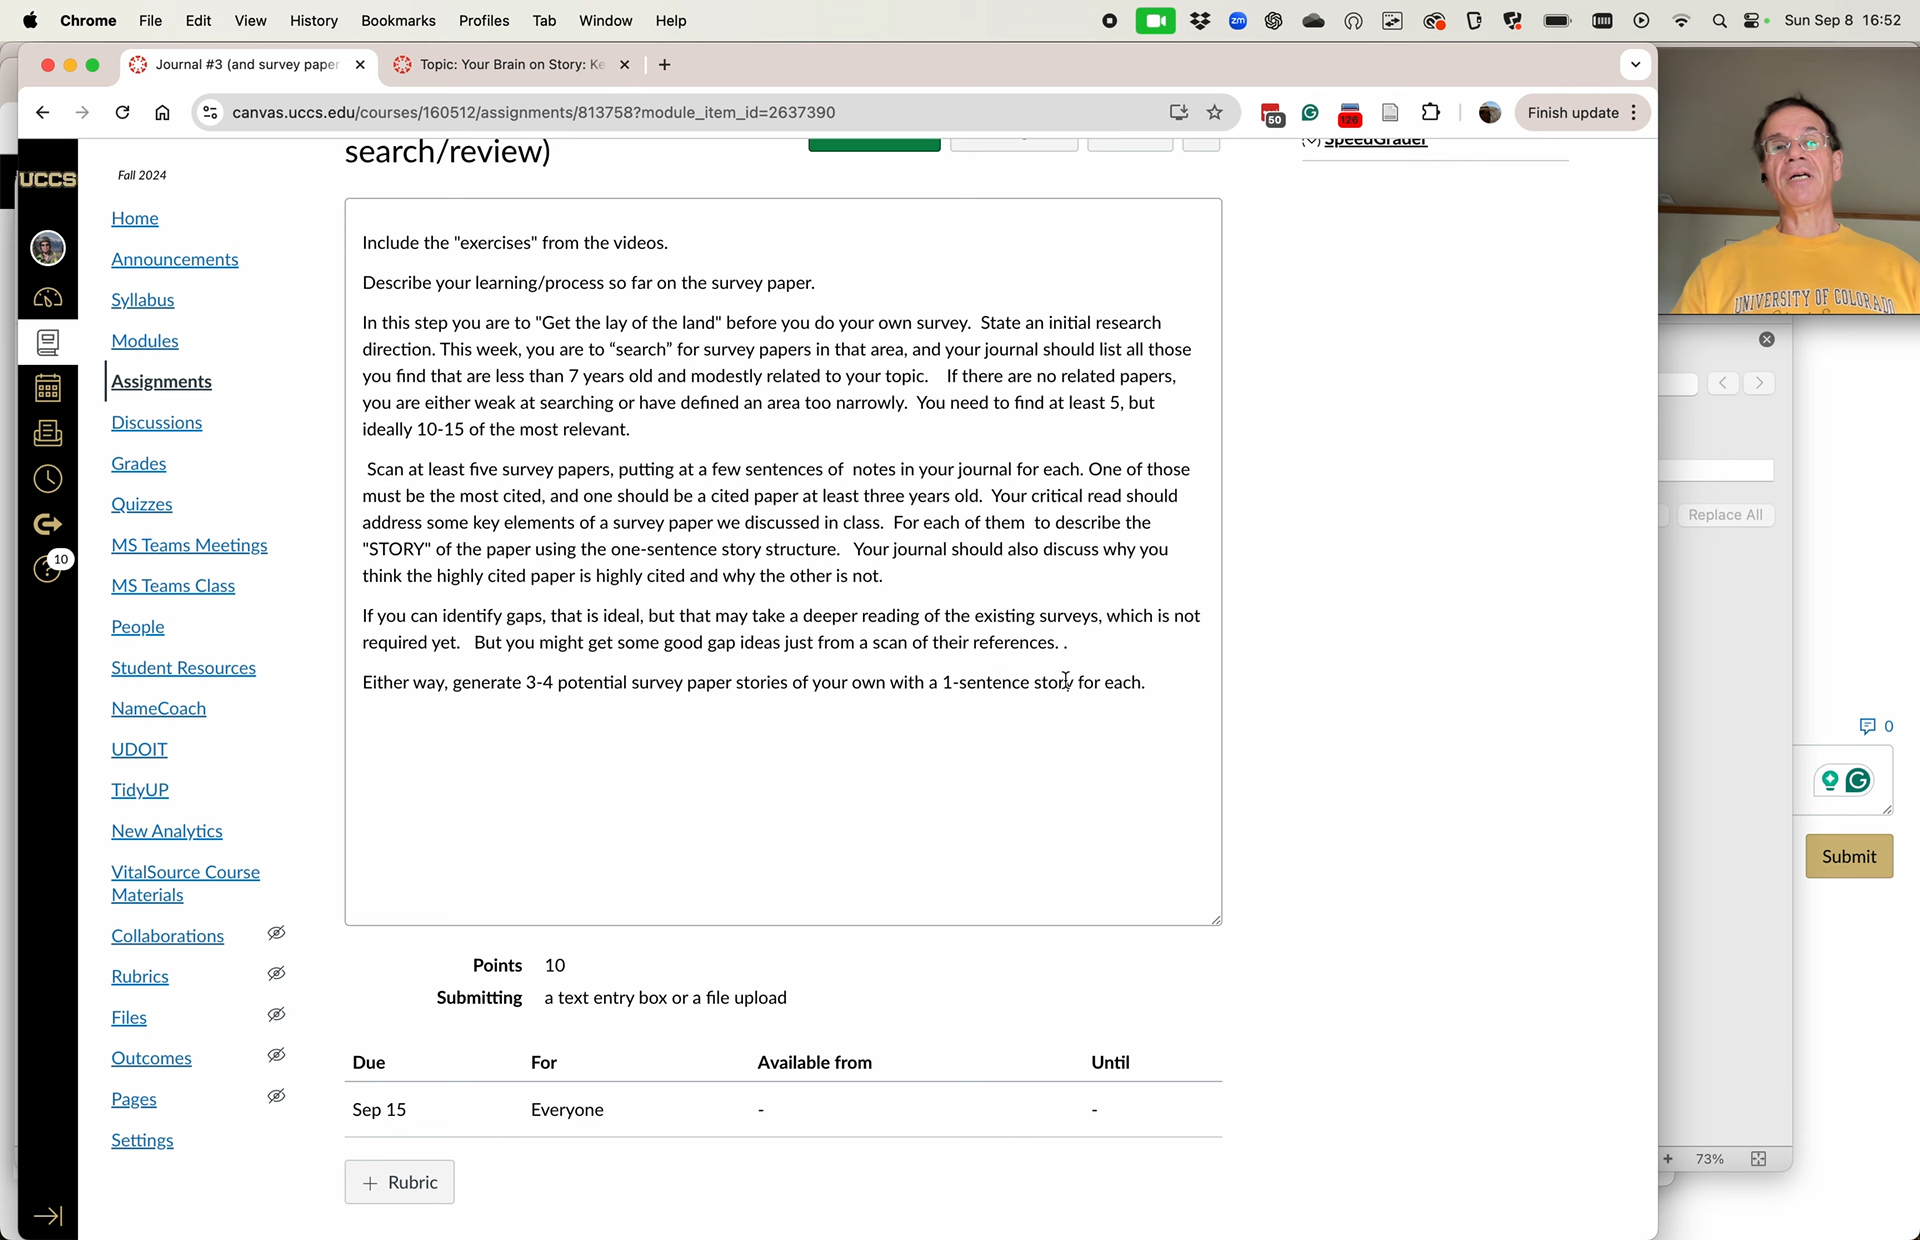 Chrome File Edit View History Bookmarks Profiles Tab Window Help
zm
Sun Sep 8 16:52
Journal #3 (and survey paper
Topic: Your Brain on Story: Ke
canvas.uccs.edu/courses/160512/assignments/813758?module_item_id=2637390
50
126
Finish update
UCCS
10
Fall 2024
Home
Announcements
Syllabus
Modules
Assignments
Discussions
Grades
Quizzes
MS Teams Meetings
MS Teams Class
People
Student Resources
NameCoach
UDOIT
TidyUP
New Analytics
VitalSource Course
Materials
Collaborations
Rubrics
Files
Outcomes
Pages
Settings
search/review)
SpeedGrader
Include the "exercises" from the videos.
Describe your learning/process so far on the survey paper.
In this step you are to "Get the lay of the land" before you do your own survey. State an initial research
direction. This week, you are to “search” for survey papers in that area, and your journal should list all those
you find that are less than 7 years old and modestly related to your topic. If there are no related papers,
you are either weak at searching or have defined an area too narrowly. You need to find at least 5, but
ideally 10-15 of the most relevant.
Scan at least five survey papers, putting at a few sentences of notes in your journal for each. One of those
must be the most cited, and one should be a cited paper at least three years old. Your critical read should
address some key elements of a survey paper we discussed in class. For each of them to describe the
"STORY" of the paper using the one-sentence story structure. Your journal should also discuss why you
think the highly cited paper is highly cited and why the other is not.
If you can identify gaps, that is ideal, but that may take a deeper reading of the existing surveys, which is not
required yet. But you might get some good gap ideas just from a scan of their references. .
Either way, generate 3-4 potential survey paper stories of your own with a 1-sentence story for each.
Points 10
Submitting a text entry box or a file upload
Due For Available from Until
Sep 15 Everyone - -
+ Rubric
UNIVERSITY OF COLORADO
Replace All
0
Submit
+ 73%